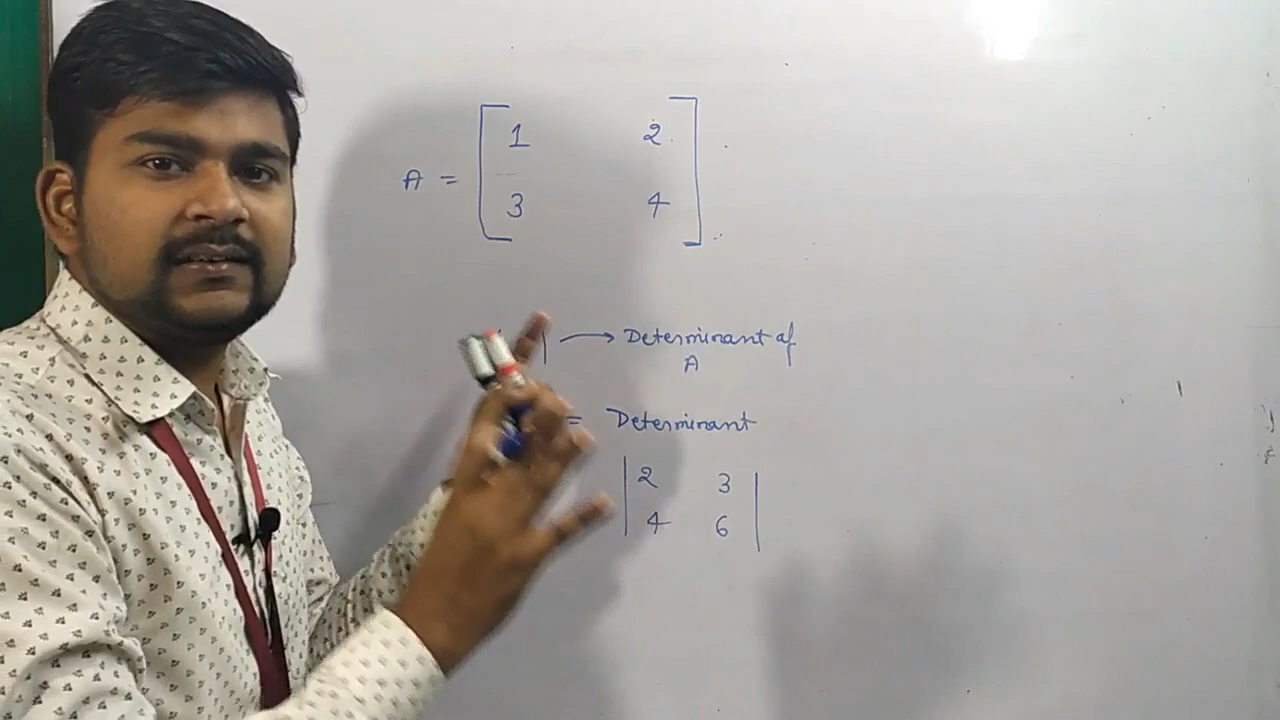 1 2
A =
3 4
| → Determinant of
A
= Determinant
| 2 3 |
| 4 6 |